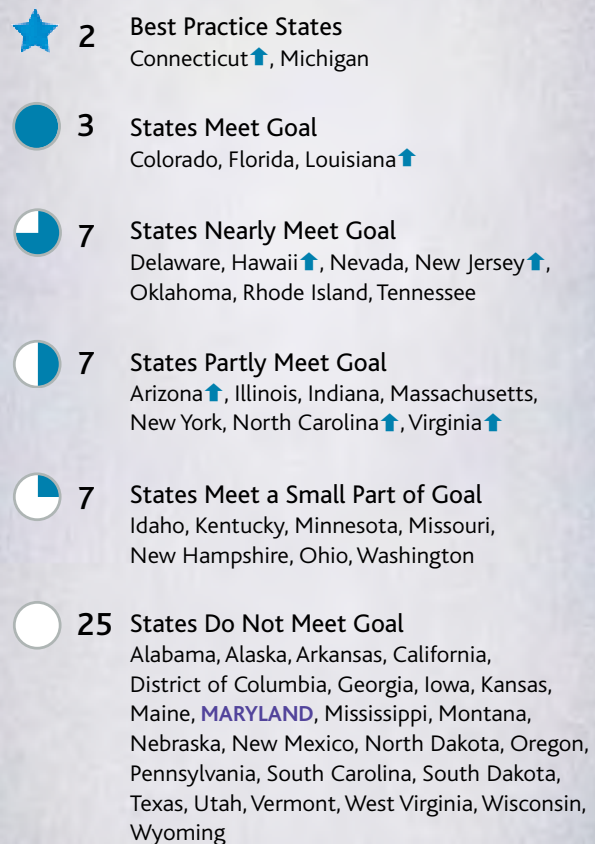 2 Best Practice States
Connecticut⬆, Michigan
3 States Meet Goal
Colorado, Florida, Louisiana⬆
7 States Nearly Meet Goal
Delaware, Hawaii⬆, Nevada, New Jersey⬆,
Oklahoma, Rhode Island, Tennessee
7 States Partly Meet Goal
Arizona⬆, Illinois, Indiana, Massachusetts,
New York, North Carolina⬆, Virginia⬆
7 States Meet a Small Part of Goal
Idaho, Kentucky, Minnesota, Missouri,
New Hampshire, Ohio, Washington
25 States Do Not Meet Goal
Alabama, Alaska, Arkansas, California,
District of Columbia, Georgia, Iowa, Kansas,
Maine, MARYLAND, Mississippi, Montana,
Nebraska, New Mexico, North Dakota, Oregon,
Pennsylvania, South Carolina, South Dakota,
Texas, Utah, Vermont, West Virginia, Wisconsin,
Wyoming